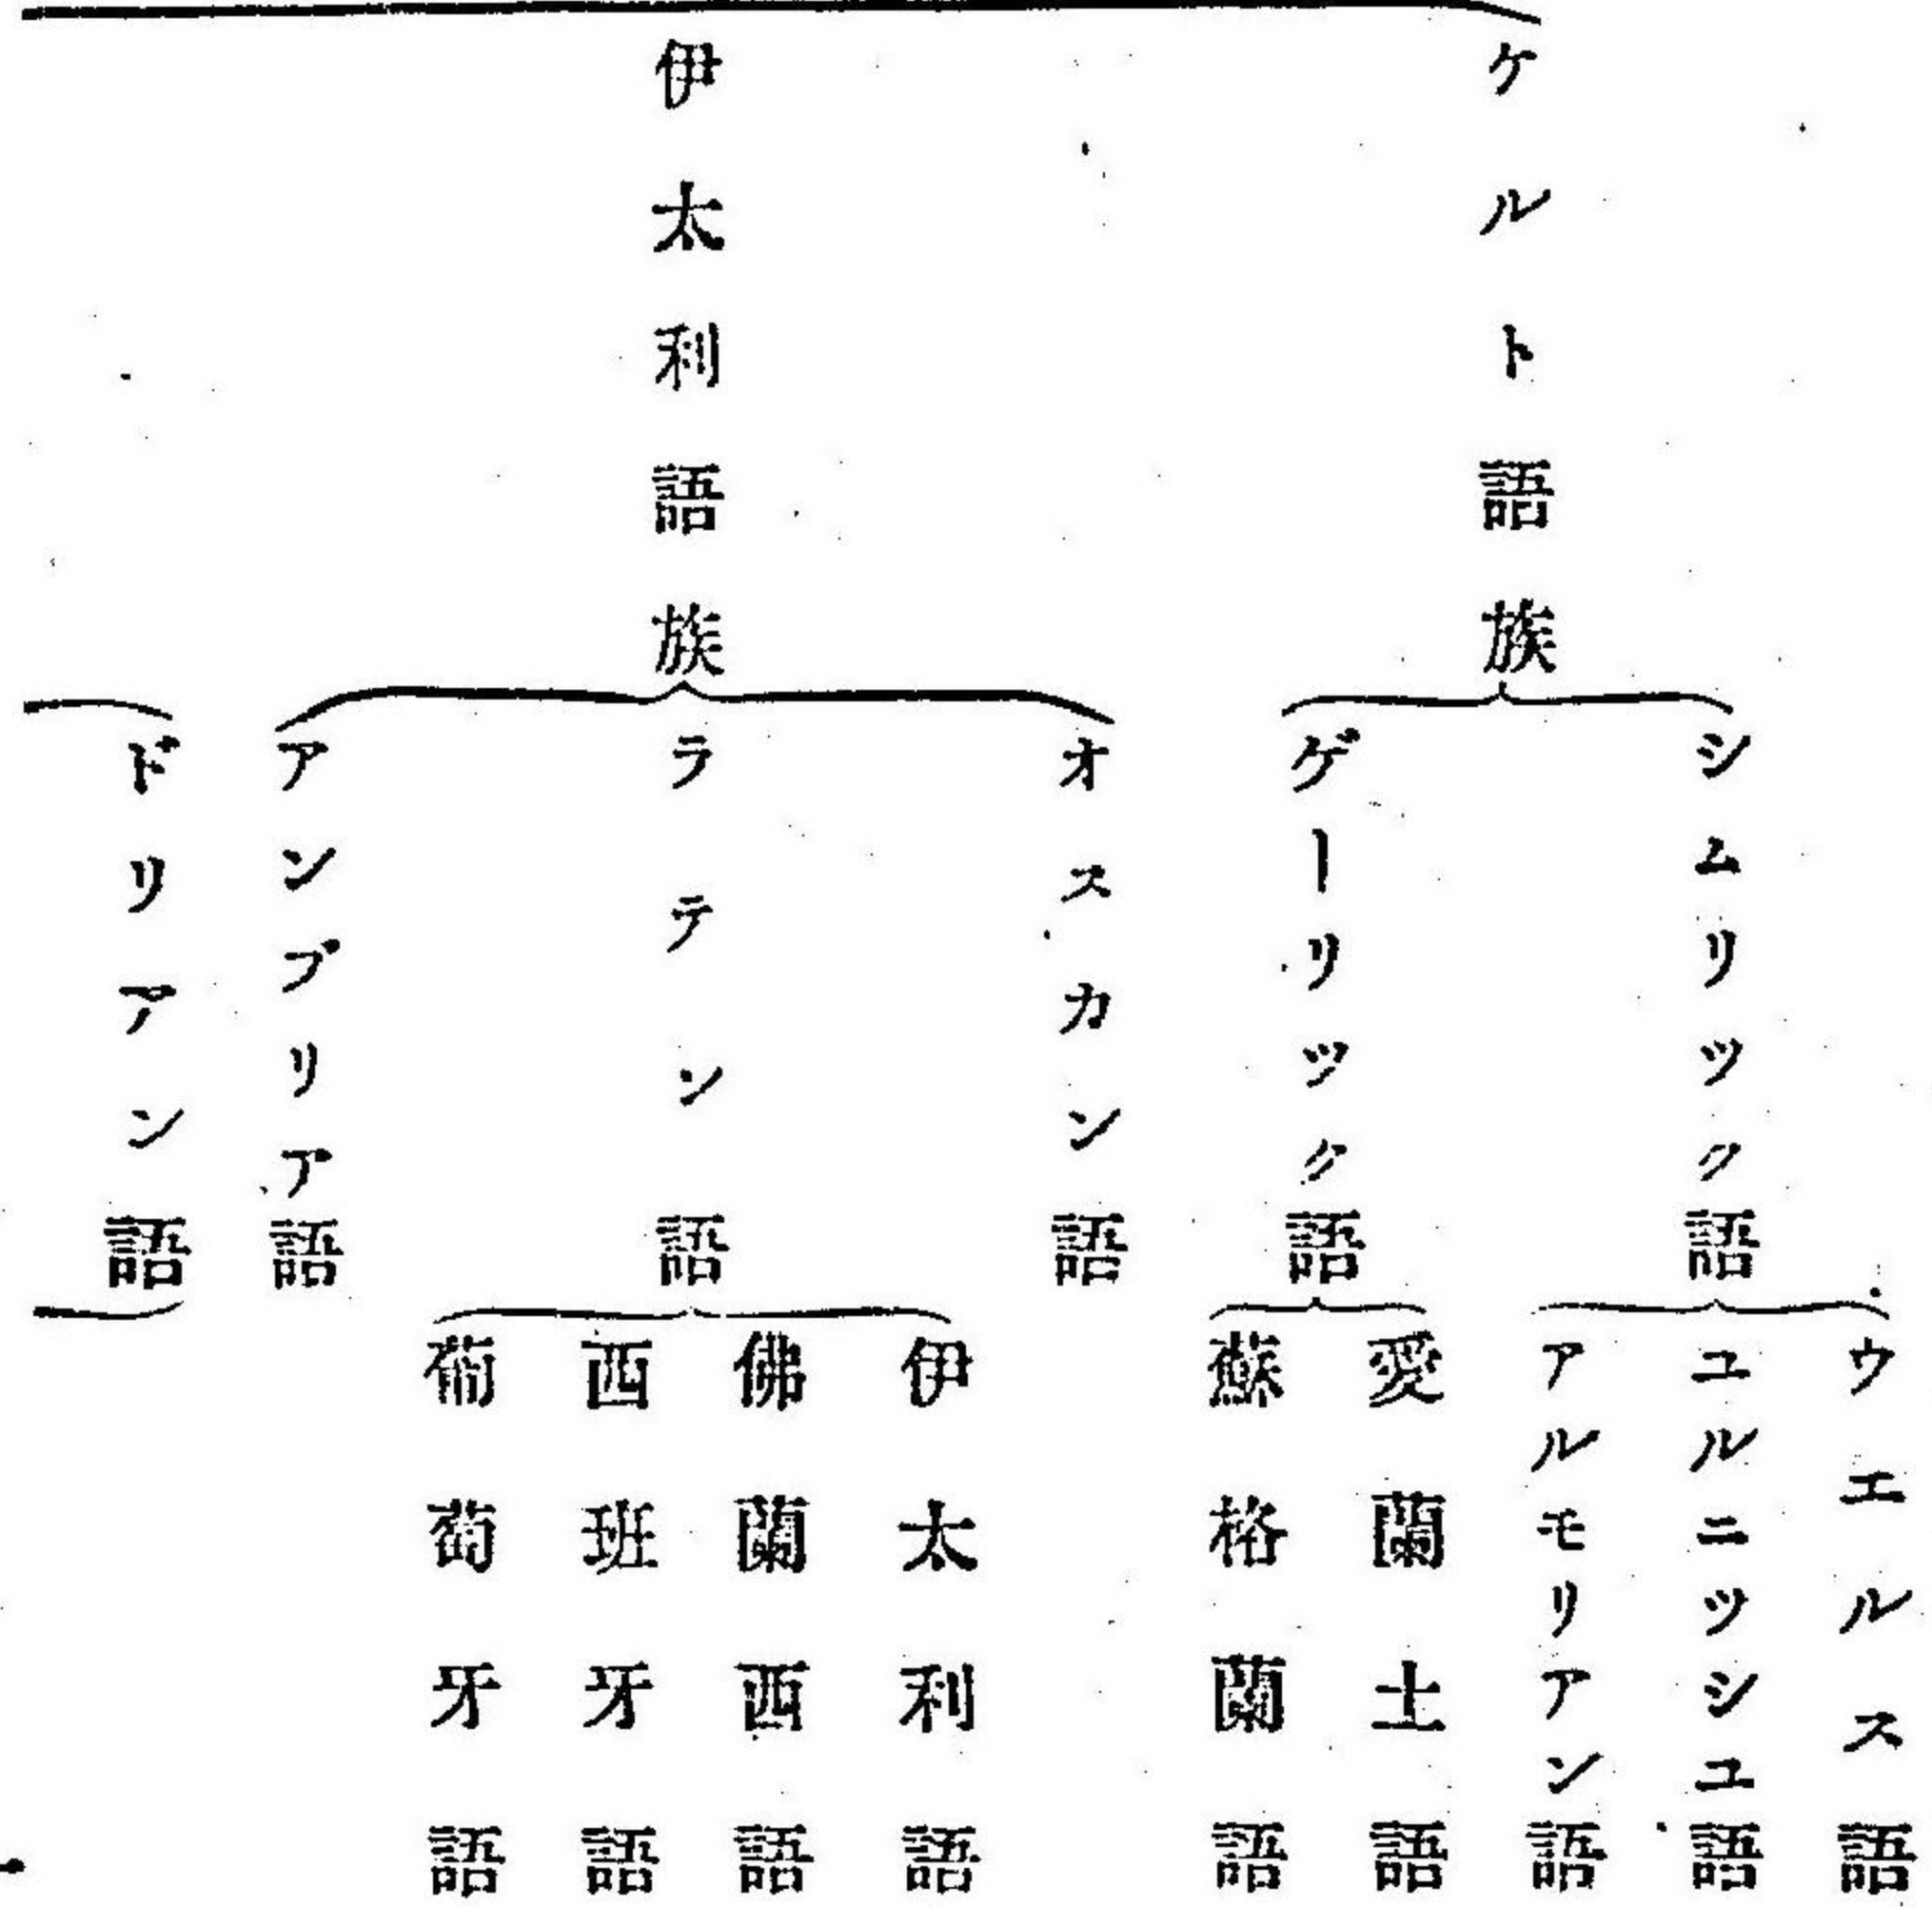 ケルト語族
シムリツク語
ウエルス語
ユルニツシユ語
アルモリアン語
ゲーリツク語
愛蘭土語
蘇格蘭語
伊太利語族
オスカン語
ラテン語
伊太利語
佛蘭西語
西班牙語
葡萄牙語
アンブリア語
ドリアン語